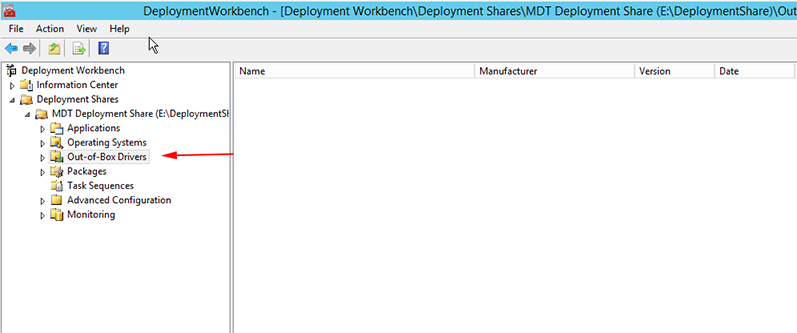 DeploymentWorkbench - [Deployment Workbench\Deployment Shares\MDT Deployment Share (E:\DeploymentShare)\Out
File Action View Help
Deployment Workbench
Information Center
Deployment Shares
MDT Deployment Share (E:\DeploymentSl
Applications
Operating Systems
Out-of-Box Drivers
Packages
Task Sequences
Advanced Configuration
Monitoring
Name Manufacturer Version Date